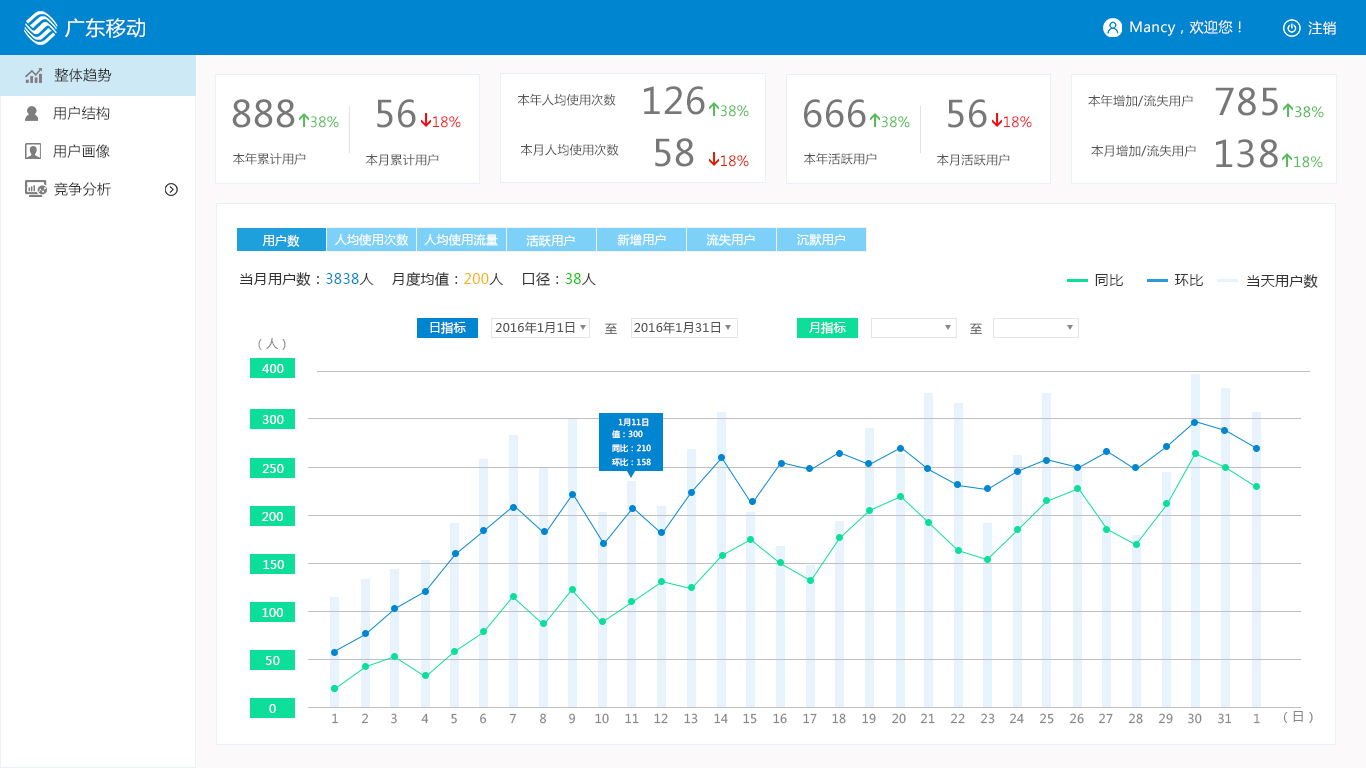 广东移动
Mancy，欢迎您！
注销
整体趋势
用户结构
用户画像
竞争分析
888 38%
本年累计用户
56 18%
本月累计用户
本年人均使用次数 126 38%
本月人均使用次数 58 18%
666 38%
本年活跃用户
56 18%
本月活跃用户
本年增加/流失用户 785 38%
本月增加/流失用户 138 18%
用户数 人均使用次数 人均使用流量 活跃用户 新增用户 流失用户 沉默用户
当月用户数：3838人 月度均值：200人 口径：38人
同比 环比 当天用户数
日指标 2016年1月1日 至 2016年1月31日 月指标 至
（人）
400
300
250
200
150
100
50
0
1月11日
值：300
同比：210
环比：158
1 2 3 4 5 6 7 8 9 10 11 12 13 14 15 16 17 18 19 20 21 22 23 24 25 26 27 28 29 30 31 1 （日）